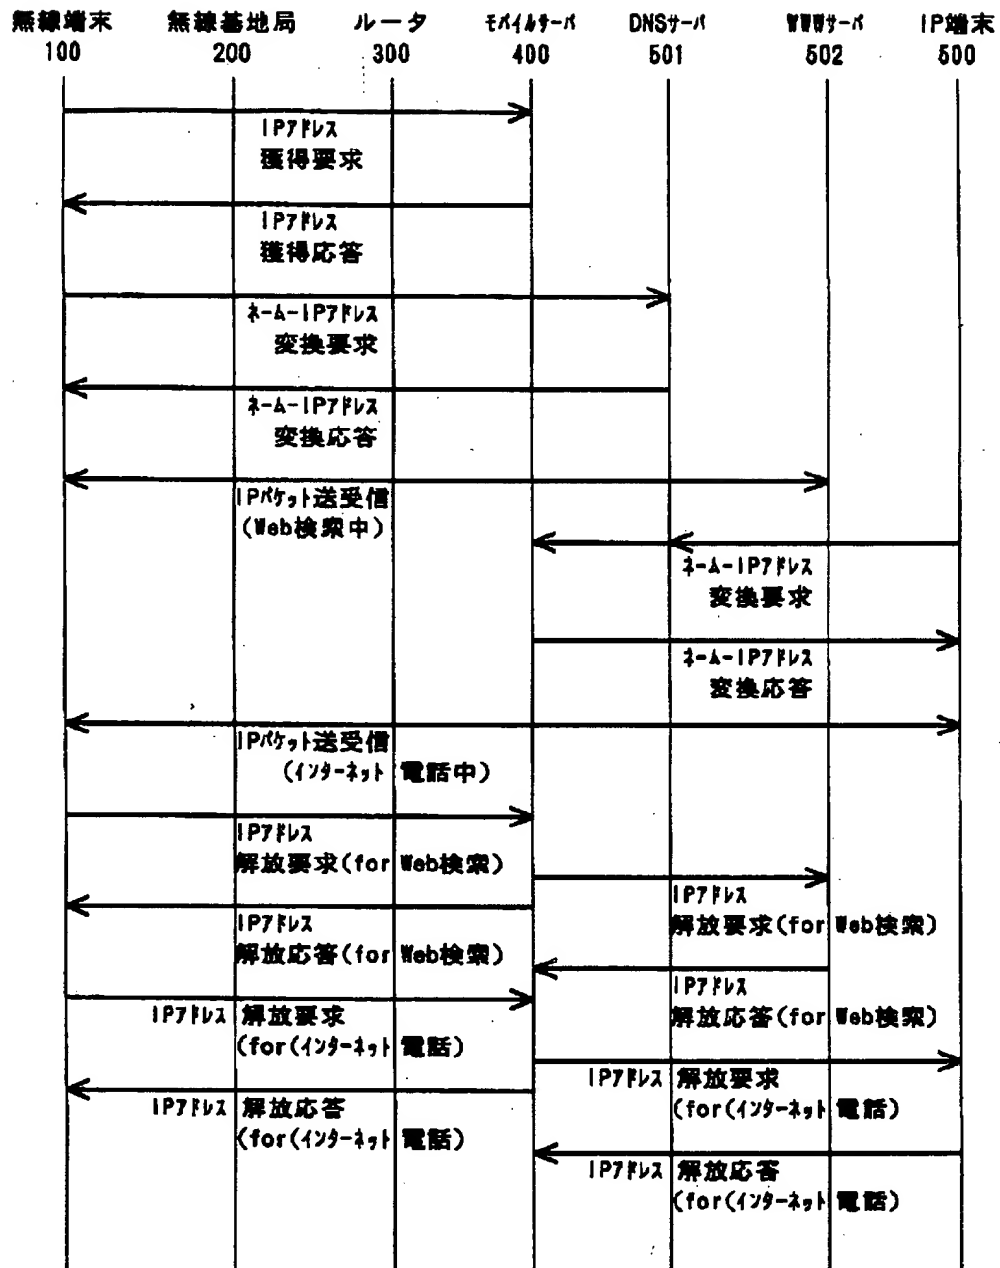 無線端末 無線基地局 ルータ モバイルサーバ DNSサーバ WWWサーバ IP端末
100 200 300 400 501 502 500
IPアドレス
獲得要求
IPアドレス
獲得応答
ネーム-IPアドレス
変換要求
ネーム-IPアドレス
変換応答
IPパケット送受信
(Web検索中)
ネーム-IPアドレス
変換要求
ネーム-IPアドレス
変換応答
IPパケット送受信
(インターネット電話中)
IPアドレス
解放要求(for Web検索)
IPアドレス
解放要求(for Web検索)
IPアドレス
解放応答(for Web検索)
IPアドレス
解放応答(for Web検索)
IPアドレス 解放要求
(for(インターネット電話)
IPアドレス 解放要求
(for(インターネット電話)
IPアドレス 解放応答
(for(インターネット電話)
IPアドレス 解放応答
(for(インターネット電話)